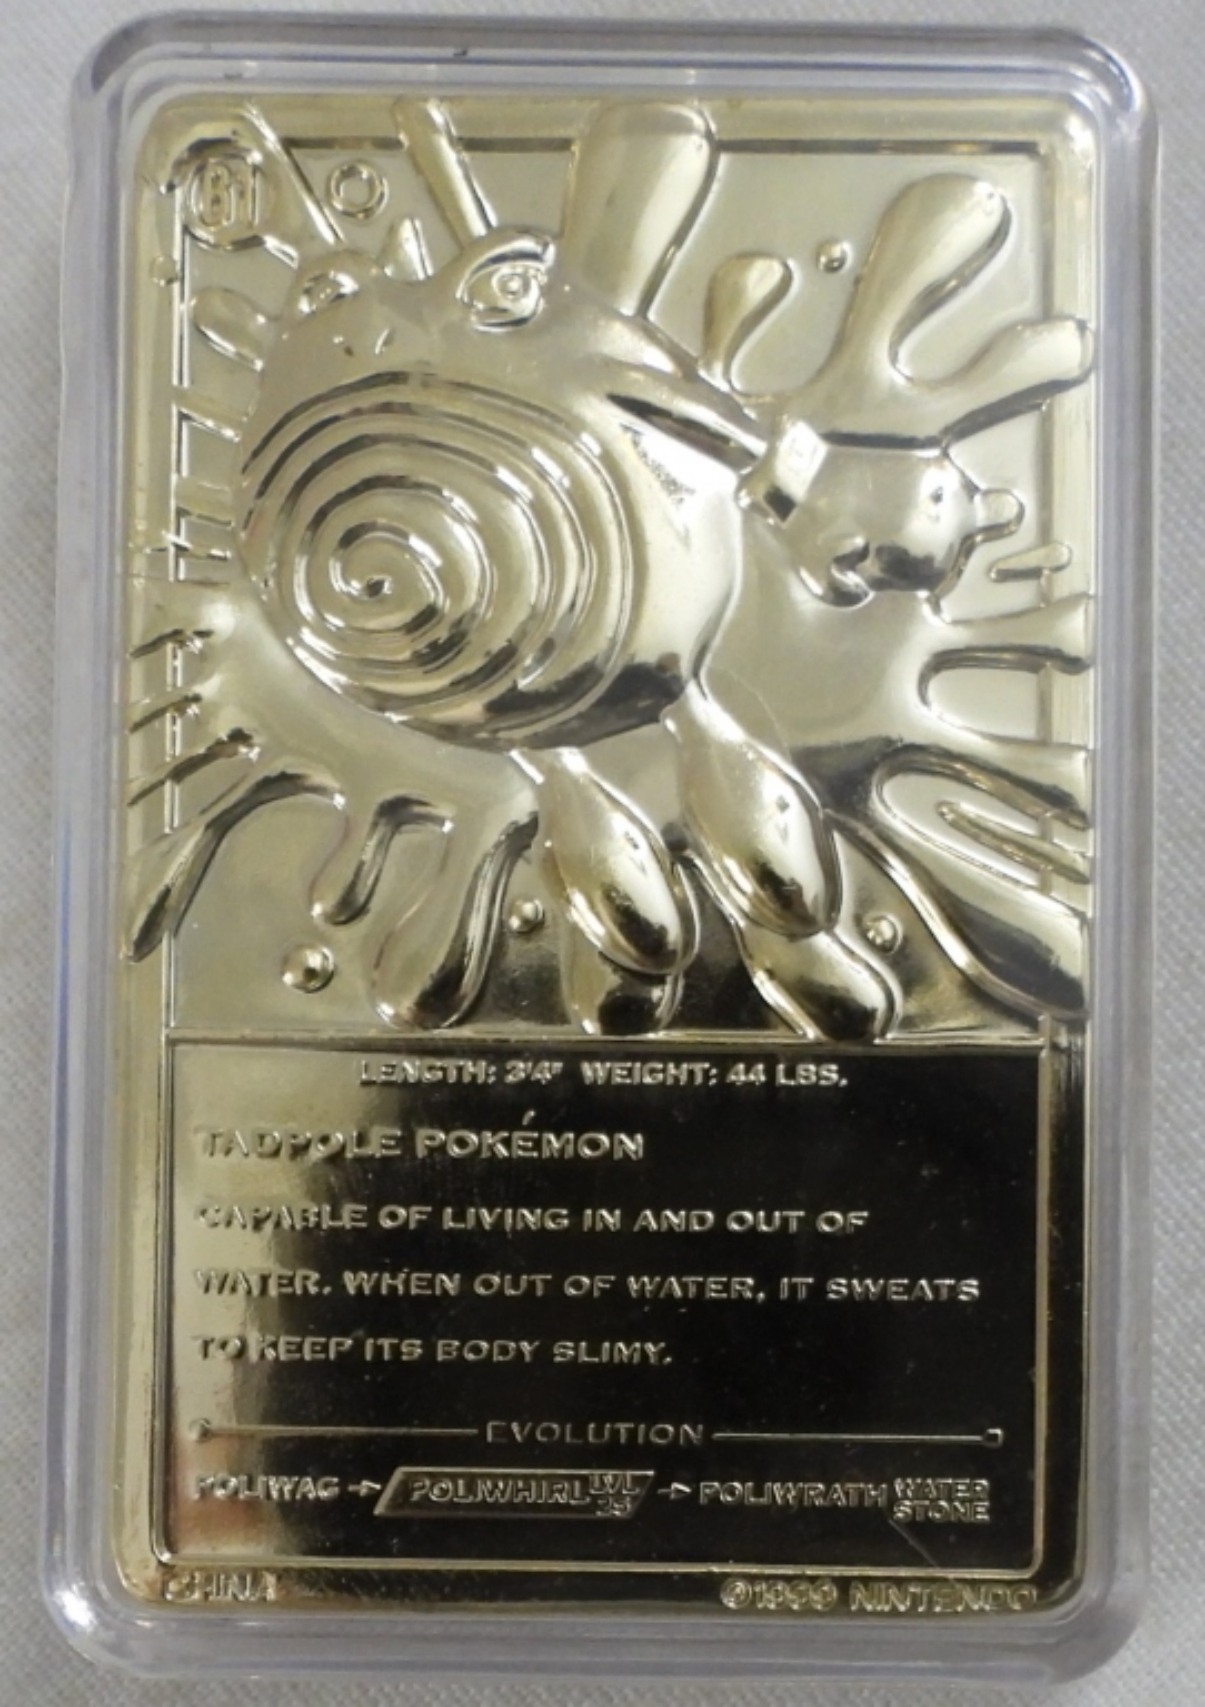 61
LENGTH: 3'4" WEIGHT: 44 LBS.
TADPOLE POKÉMON
CAPABLE OF LIVING IN AND OUT OF
WATER. WHEN OUT OF WATER, IT SWEATS
TO KEEP ITS BODY SLIMY.
EVOLUTION
POLIWAG → POLIWHIRL LVL 25 → POLIWRATH WATER STONE
CHINA ©1999 NINTENDO